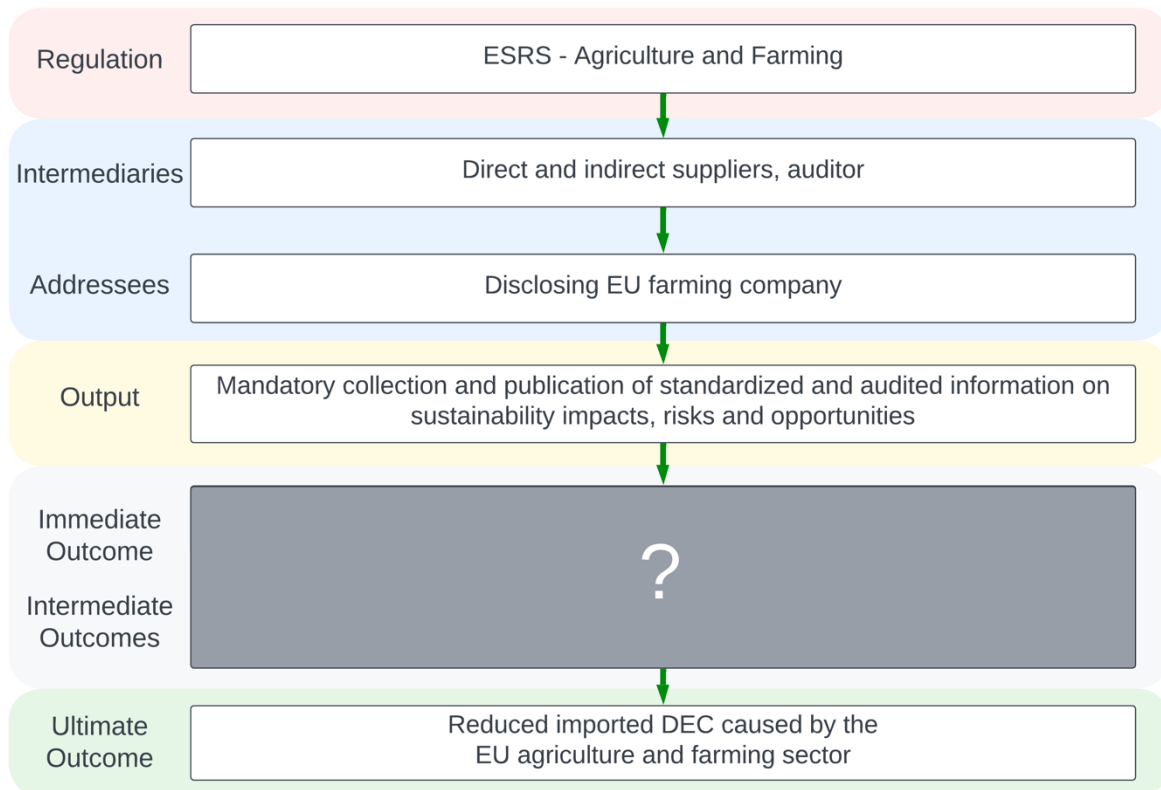 Regulation
ESRS - Agriculture and Farming
Intermediaries
Direct and indirect suppliers, auditor
Addressees
Disclosing EU farming company
Output
Mandatory collection and publication of standardized and audited information on
sustainability impacts, risks and opportunities
Immediate
Outcome
Intermediate
Outcomes
?
Ultimate
Outcome
Reduced imported DEC caused by the
EU agriculture and farming sector